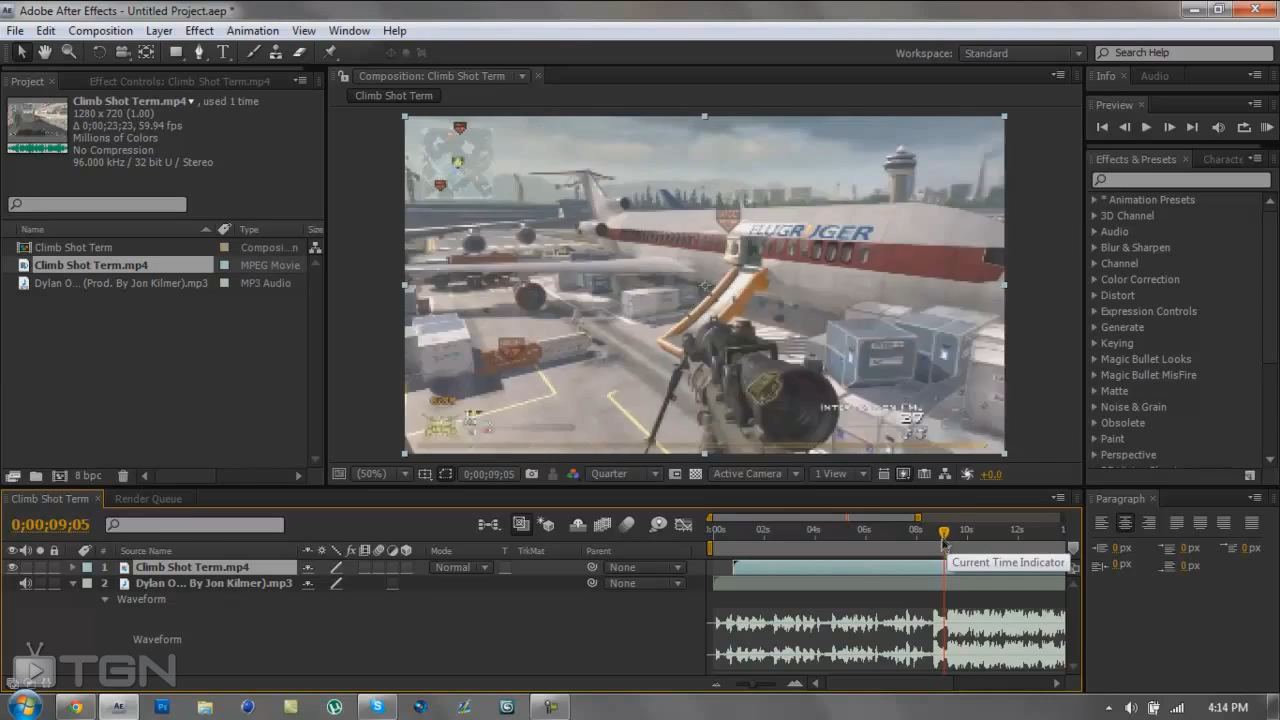 Adobe After Effects - Untitled Project.aep *
File Edit Composition Layer Effect Animation View Window Help
Workspace: Standard Search Help
Project Effect Controls: Climb Shot Term.mp4
Composition: Climb Shot Term
Info Audio
Climb Shot Term.mp4 , used 1 time
1280 x 720 (1.00)
Δ 0;00;23;23, 59.94 fps
Millions of Colors
No Compression
96.000 kHz / 32 bit U / Stereo
Climb Shot Term
Preview
Effects & Presets Characte
* Animation Presets
3D Channel
Audio
Blur & Sharpen
Channel
Color Correction
Distort
Expression Controls
Generate
Keying
Magic Bullet Looks
Magic Bullet MisFire
Matte
Noise & Grain
Obsolete
Paint
Perspective
Name Type Size
Climb Shot Term Composi...n
Climb Shot Term.mp4 MPEG Movie
Dylan O... (Prod. By Jon Kilmer).mp3 MP3 Audio
FLUGRUGER
37
8 bpc
(50%) 0;00;09;05 Quarter Active Camera 1 View +0.0
Climb Shot Term Render Queue
Paragraph
0;00;09;05
00s 02s 04s 06s 08s 10s 12s 1
# Source Name Mode T TrkMat Parent
1 Climb Shot Term.mp4 Normal None
2 Dylan O... By Jon Kilmer).mp3 None
Current Time Indicator
0 px 0 px 0 px
0 px 0 px
Waveform
Waveform
TGN
4:14 PM